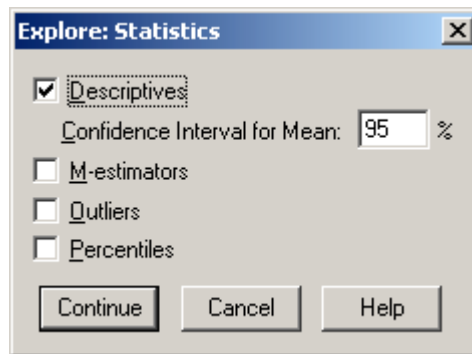 Explore: Statistics
Descriptives
Confidence Interval for Mean: 95 %
M-estimators
Outliers
Percentiles
Continue Cancel Help